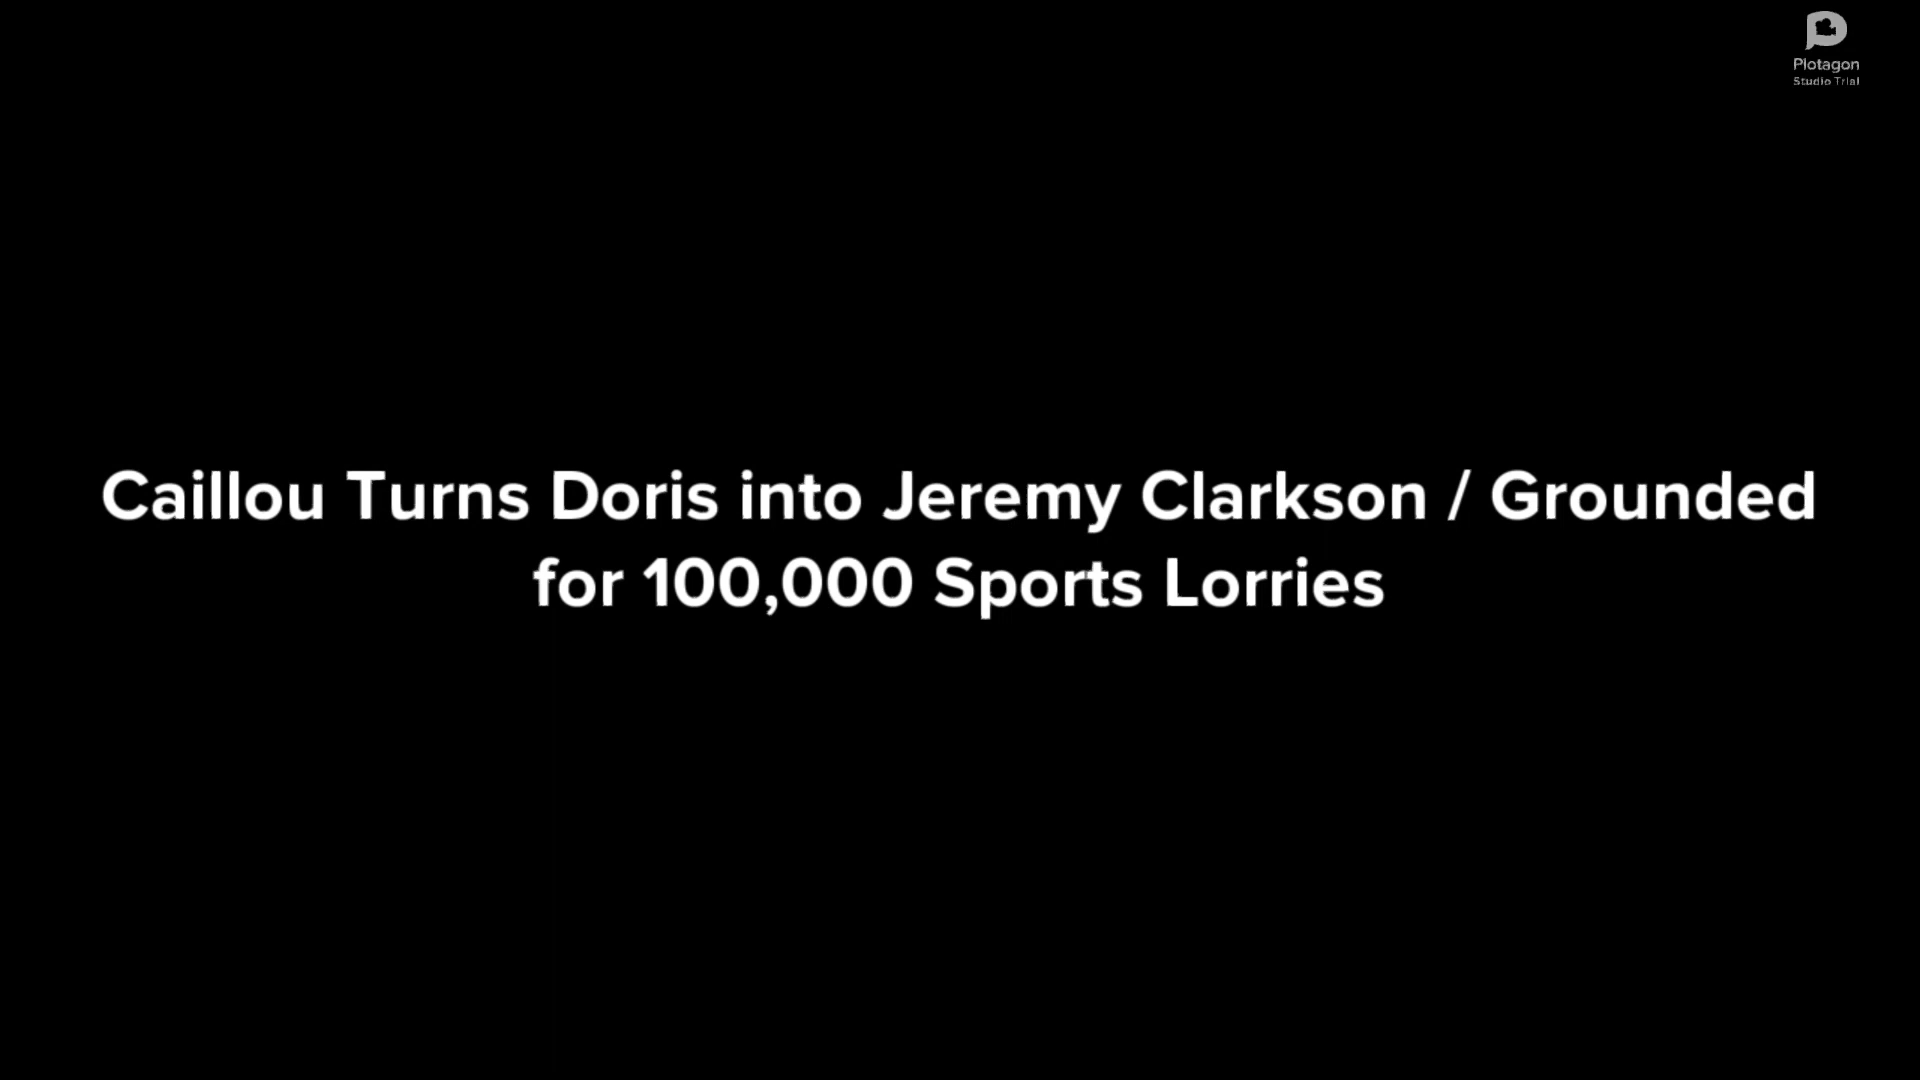 Plotagon
Studio Trial
Caillou Turns Doris into Jeremy Clarkson / Grounded
for 100,000 Sports Lorries